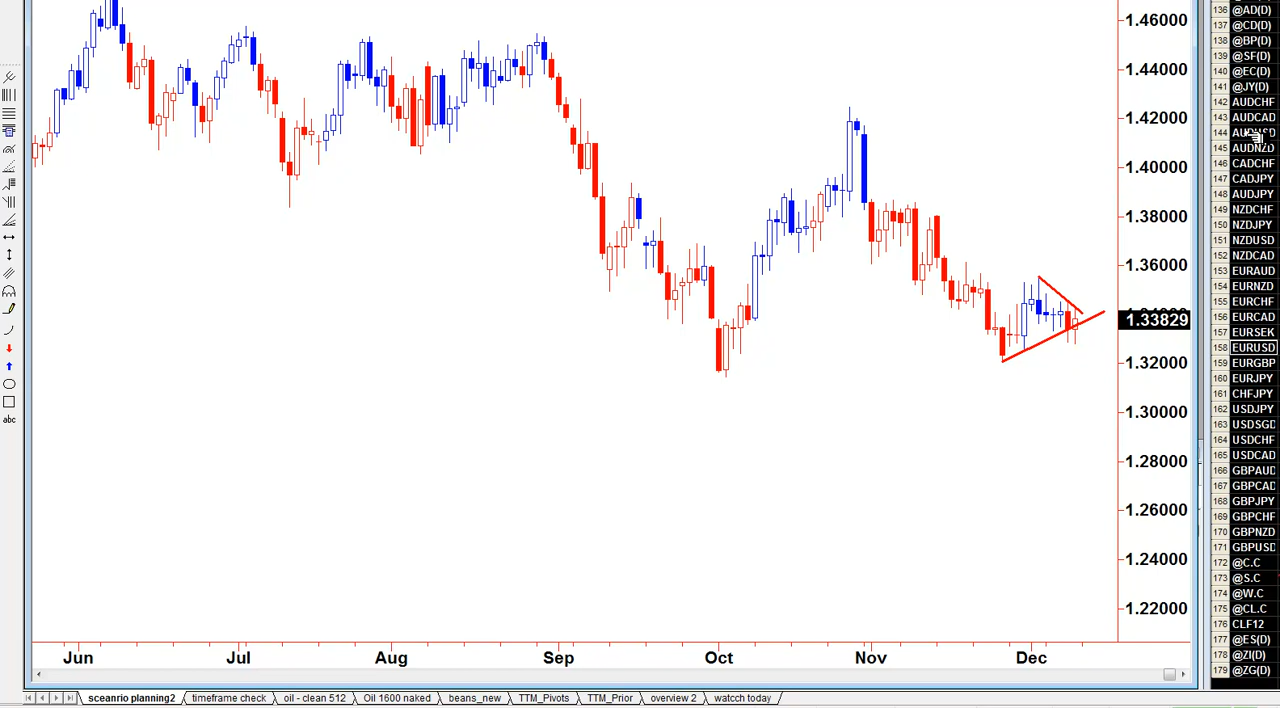 1.46000
1.44000
1.42000
1.40000
1.38000
1.36000
1.33829
1.32000
1.30000
1.28000
1.26000
1.24000
1.22000
Jun Jul Aug Sep Oct Nov Dec
abc
sceanrio planning2 timeframe check oil - clean 512 Oil 1600 naked beans_new TTM_Pivots TTM_Prior overview 2 watcch today
136 @AD(D)
137 @CD(D)
138 @BP(D)
139 @SF(D)
140 @EC(D)
141 @JY(D)
142 AUDCHF
143 AUDCAD
144 AUDUSD
145 AUDNZD
146 CADCHF
147 CADJPY
148 AUDJPY
149 NZDCHF
150 NZDJPY
151 NZDUSD
152 NZDCAD
153 EURAUD
154 EURNZD
155 EURCHF
156 EURCAD
157 EURSEK
158 EURUSD
159 EURGBP
160 EURJPY
161 CHFJPY
162 USDJPY
163 USDSGD
164 USDCHF
165 USDCAD
166 GBPAUD
167 GBPCAD
168 GBPJPY
169 GBPCHF
170 GBPNZD
171 GBPUSD
172 @C.C
173 @S.C
174 @W.C
175 @CL.C
176 CLF12
177 @ES(D)
178 @ZI(D)
179 @ZG(D)